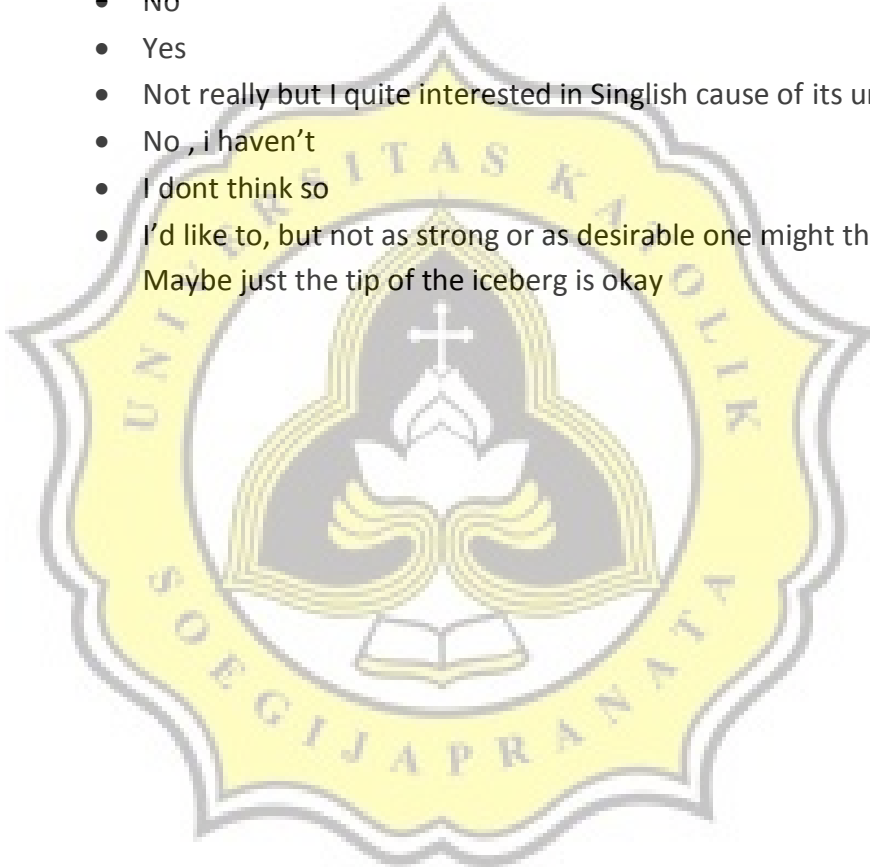 • No
• Yes
• Not really but I quite interested in Singlish cause of its
• No , i haven’t
• I dont think so
• I’d like to, but not as strong or as desirable one might
Maybe just the tip of the iceberg is okay
UNIVERSITAS KATOLIK
SOEGIJAPRANATA